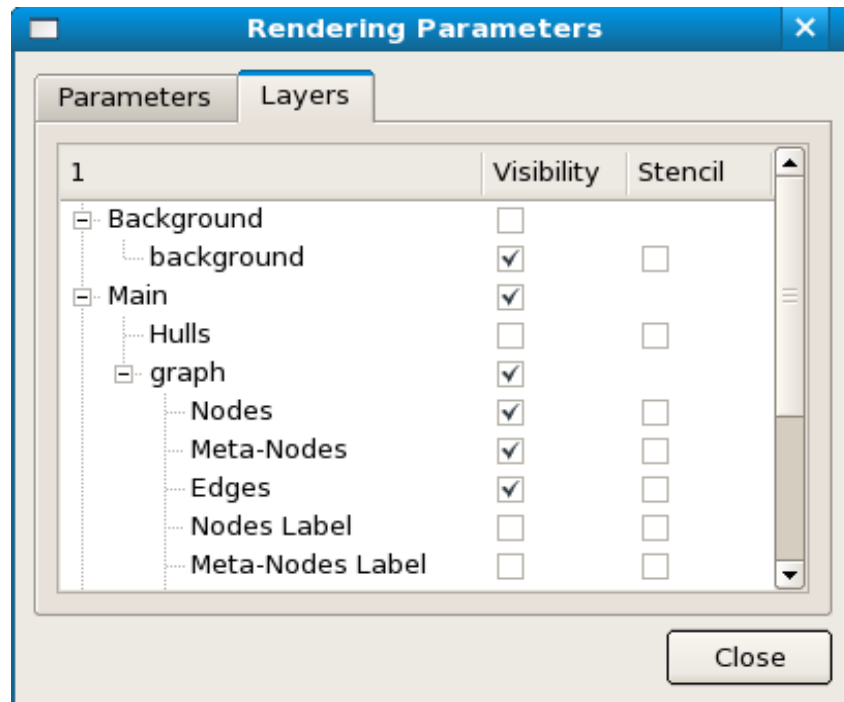 Rendering Parameters
Parameters Layers
1 Visibility Stencil
Background
background
Main
Hulls
graph
Nodes
Meta-Nodes
Edges
Nodes Label
Meta-Nodes Label
Close